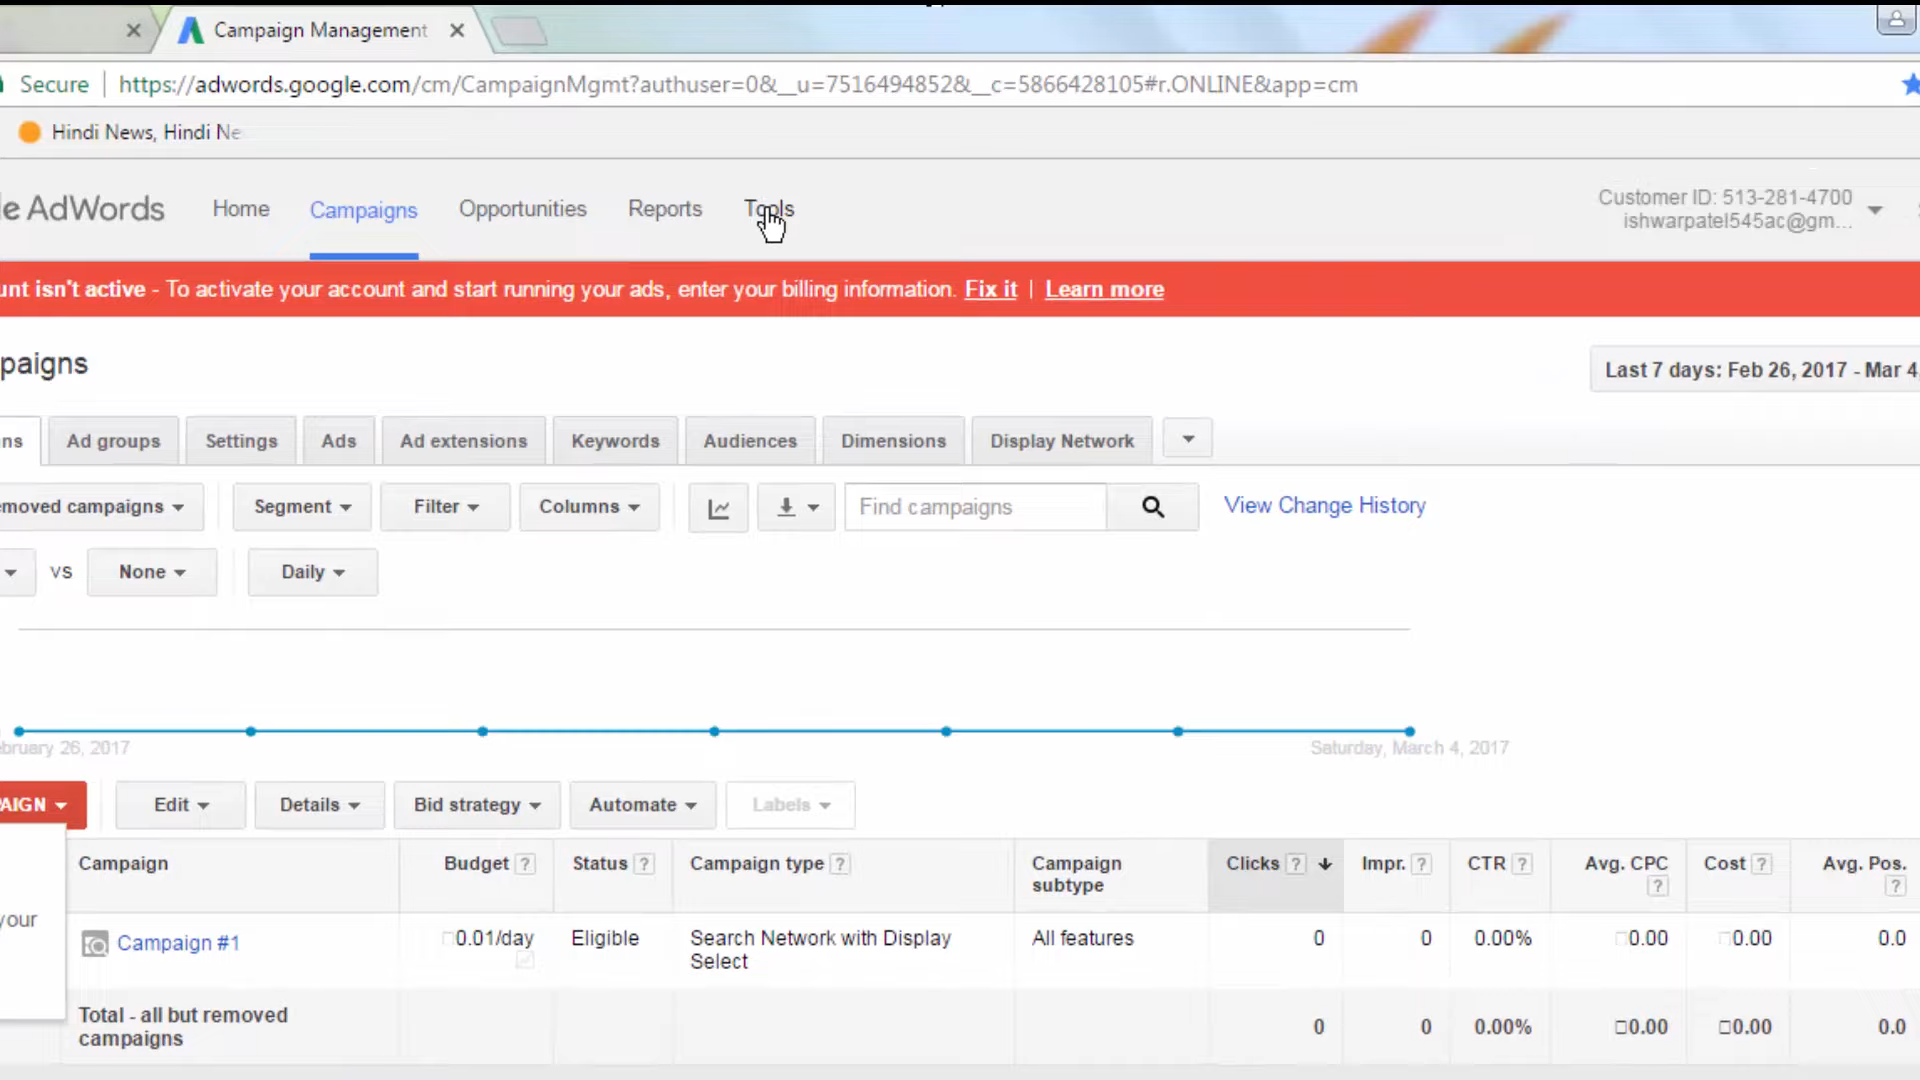 Campaign Management
Secure
https://adwords.google.com/cm/CampaignMgmt?authuser=0&__u=7516494852&__c=5866428105#r.ONLINE&app=cm
Hindi News, Hindi Ne
le AdWords
Home
Campaigns
Opportunities
Reports
Tools
Customer ID: 513-281-4700
ishwarpatel545ac@gm...
unt isn't active - To activate your account and start running your ads, enter your billing information. Fix it | Learn more
paigns
Last 7 days: Feb 26, 2017 - Mar 4,
ns
Ad groups
Settings
Ads
Ad extensions
Keywords
Audiences
Dimensions
Display Network
emoved campaigns
Segment
Filter
Columns
Find campaigns
View Change History
VS
None
Daily
ebruary 26, 2017
Saturday, March 4, 2017
PAIGN
Edit
Details
Bid strategy
Automate
Labels
your
Campaign
Budget ?
Status ?
Campaign type ?
Campaign
subtype
Clicks ?
Impr. ?
CTR ?
Avg. CPC
?
Cost ?
Avg. Pos.
?
Campaign #1
□0.01/day
Eligible
Search Network with Display
Select
All features
0
0
0.00%
□0.00
□0.00
0.0
Total - all but removed
campaigns
0
0
0.00%
□0.00
□0.00
0.0